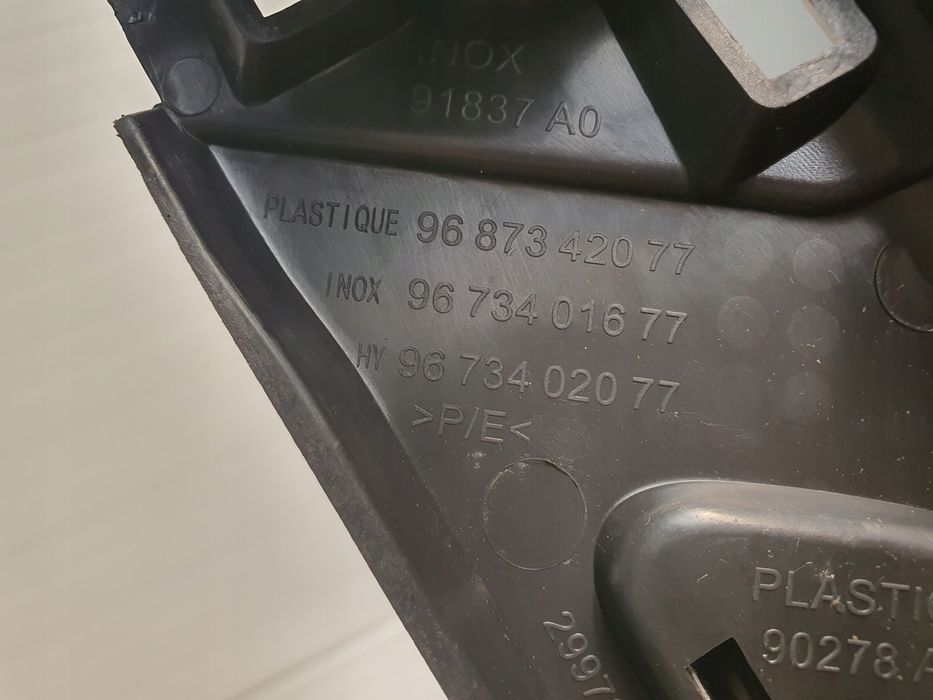 INOX
91837 A0
PLASTIQUE 96 873 420 77
INOX 96 734 016 77
HY 96 734 020 77
>P/E<
PLASTI
90278 A
2997